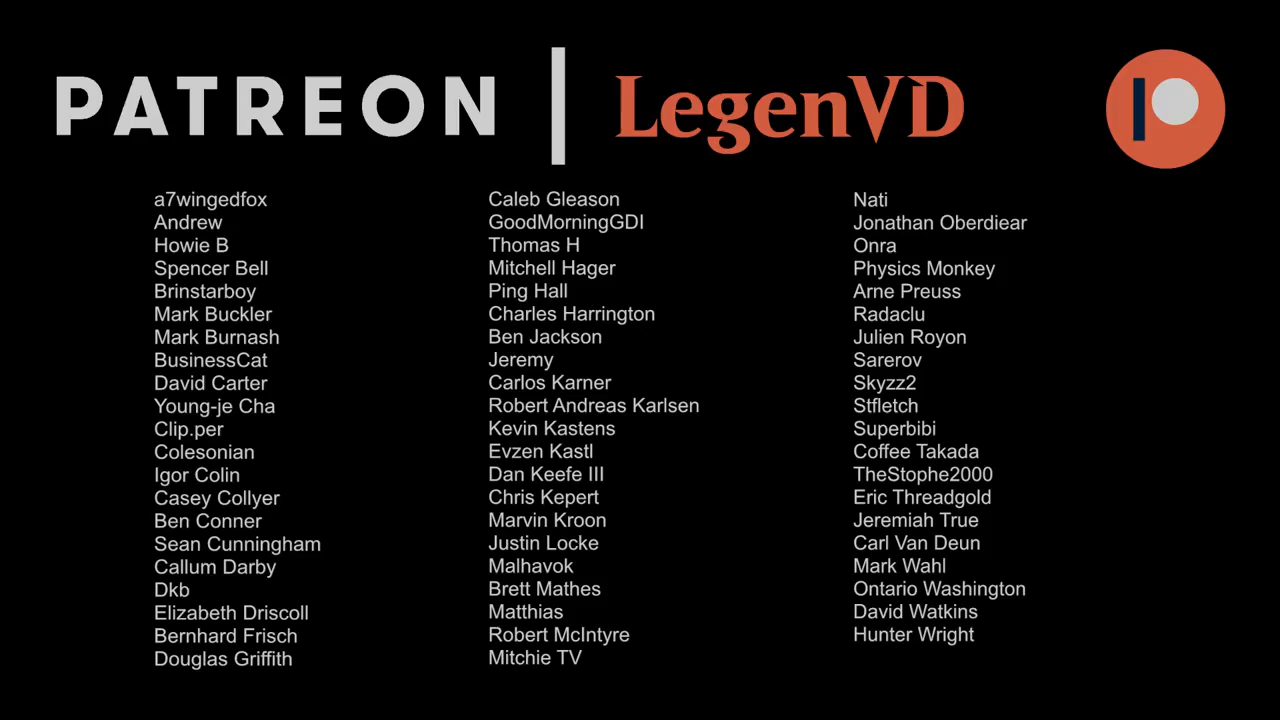 PATREON | LegenVD
a7wingedfox
Andrew
Howie B
Spencer Bell
Brinstarboy
Mark Buckler
Mark Burnash
BusinessCat
David Carter
Young-je Cha
Clip.per
Colesonian
Igor Colin
Casey Collyer
Ben Conner
Sean Cunningham
Callum Darby
Dkb
Elizabeth Driscoll
Bernhard Frisch
Douglas Griffith
Caleb Gleason
GoodMorningGDI
Thomas H
Mitchell Hager
Ping Hall
Charles Harrington
Ben Jackson
Jeremy
Carlos Karner
Robert Andreas Karlsen
Kevin Kastens
Evzen Kastl
Dan Keefe III
Chris Kepert
Marvin Kroon
Justin Locke
Malhavok
Brett Mathes
Matthias
Robert McIntyre
Mitchie TV
Nati
Jonathan Oberdiear
Onra
Physics Monkey
Arne Preuss
Radaclu
Julien Royon
Sarerov
Skyzz2
Stfletch
Superbibi
Coffee Takada
TheStophe2000
Eric Threadgold
Jeremiah True
Carl Van Deun
Mark Wahl
Ontario Washington
David Watkins
Hunter Wright